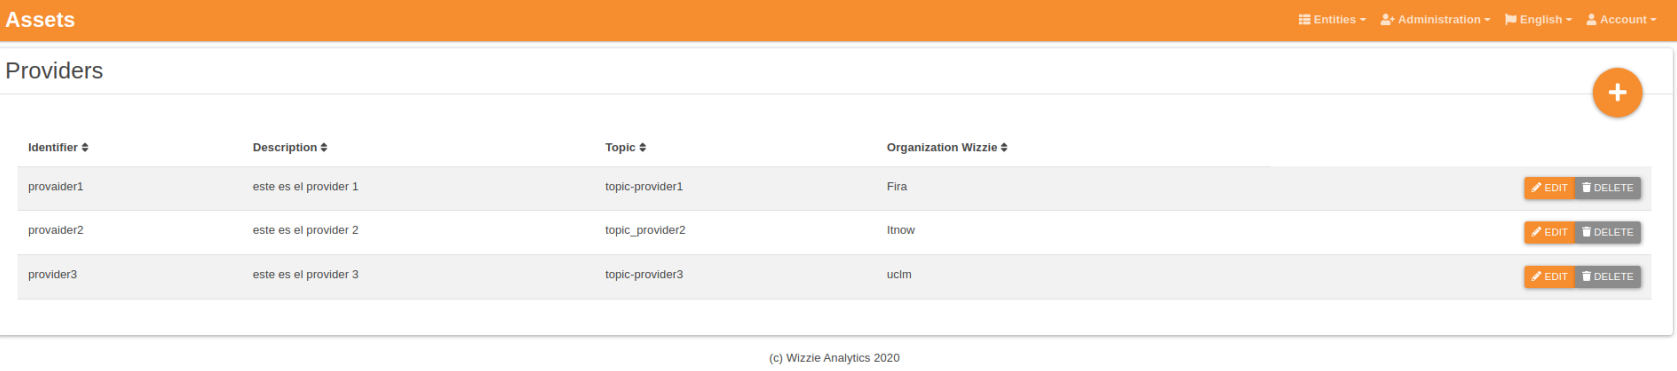 Assets
Entities Administration English Account
Providers
Identifier Description Topic Organization Wizzie
provaider1 este es el provider 1 topic-provider1 Fira EDIT DELETE
provaider2 este es el provider 2 topic_provider2 Itnow EDIT DELETE
provider3 este es el provider 3 topic-provider3 uclm EDIT DELETE
(c) Wizzie Analytics 2020